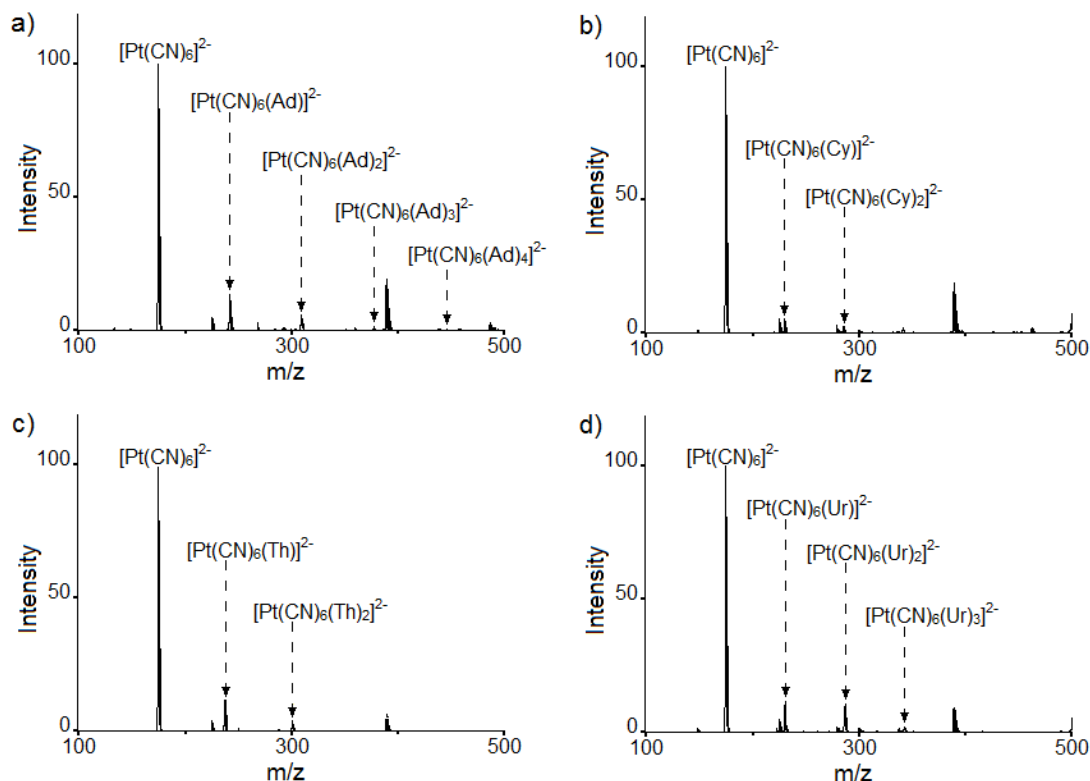 a)
[Pt(CN)₆]²⁻
[Pt(CN)₆(Ad)]²⁻
[Pt(CN)₆(Ad)₂]²⁻
[Pt(CN)₆(Ad)₃]²⁻
[Pt(CN)₆(Ad)₄]²⁻
100
50
0
Intensity
100
300
500
m/z
b)
[Pt(CN)₆]²⁻
[Pt(CN)₆(Cy)]²⁻
[Pt(CN)₆(Cy)₂]²⁻
100
50
0
Intensity
100
300
500
m/z
c)
[Pt(CN)₆]²⁻
[Pt(CN)₆(Th)]²⁻
[Pt(CN)₆(Th)₂]²⁻
100
50
0
Intensity
100
300
500
m/z
d)
[Pt(CN)₆]²⁻
[Pt(CN)₆(Ur)]²⁻
[Pt(CN)₆(Ur)₂]²⁻
[Pt(CN)₆(Ur)₃]²⁻
100
50
0
Intensity
100
300
500
m/z